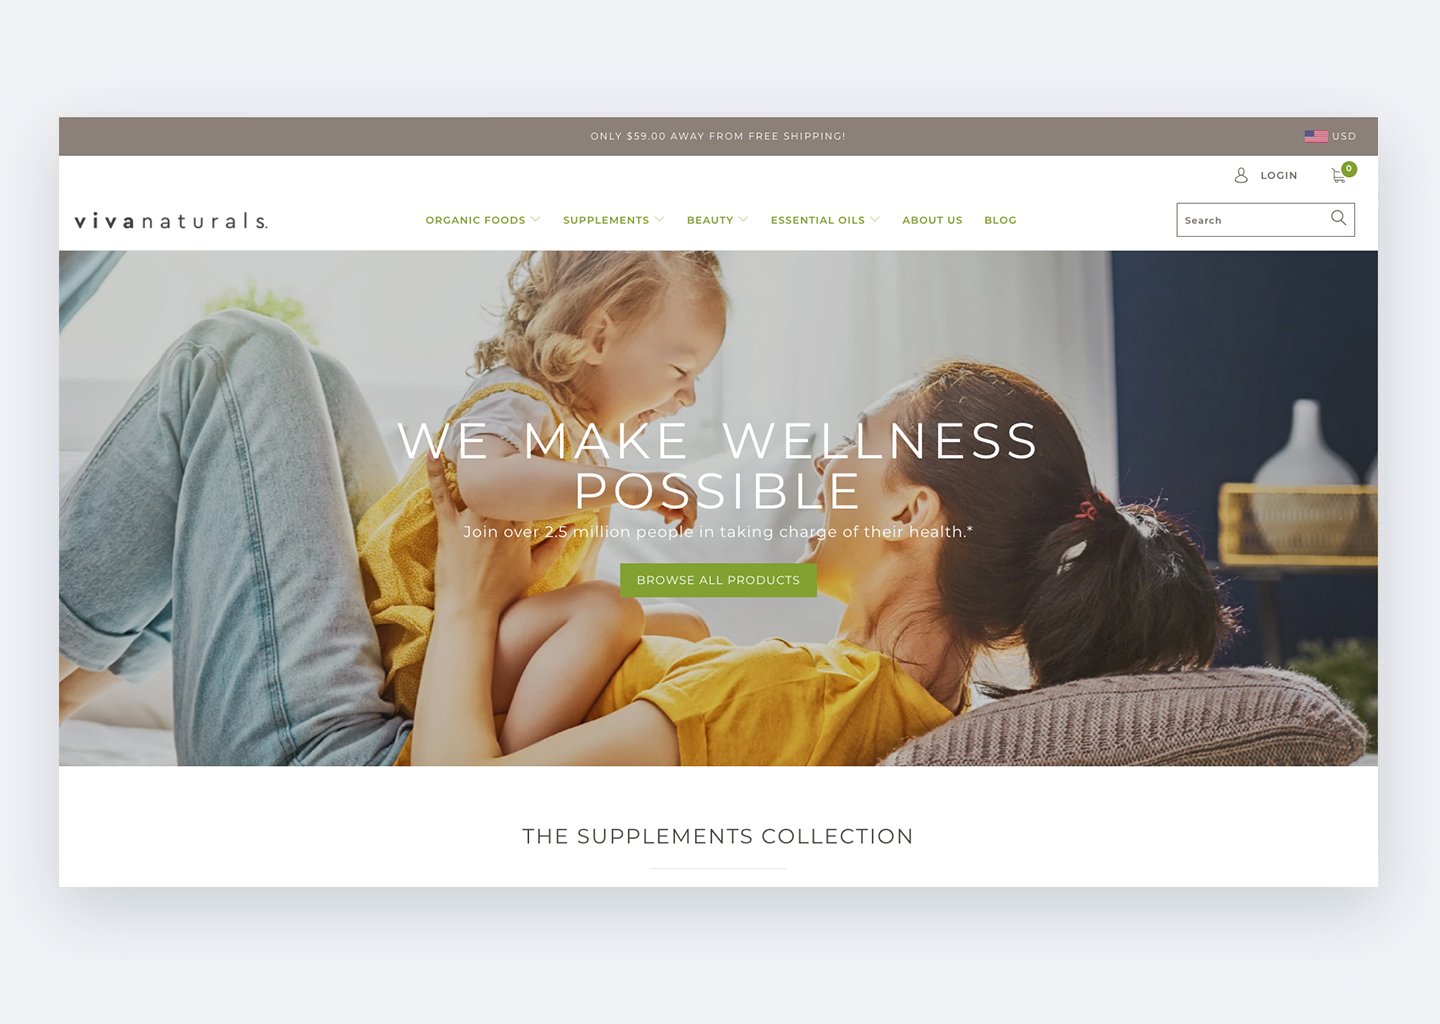 ONLY $59.00 AWAY FROM FREE SHIPPING!
USD
LOGIN
0
vivanaturals.
ORGANIC FOODS
SUPPLEMENTS
BEAUTY
ESSENTIAL OILS
ABOUT US
BLOG
Search
WE MAKE WELLNESS
POSSIBLE
Join over 2.5 million people in taking charge of their health.*
BROWSE ALL PRODUCTS
THE SUPPLEMENTS COLLECTION